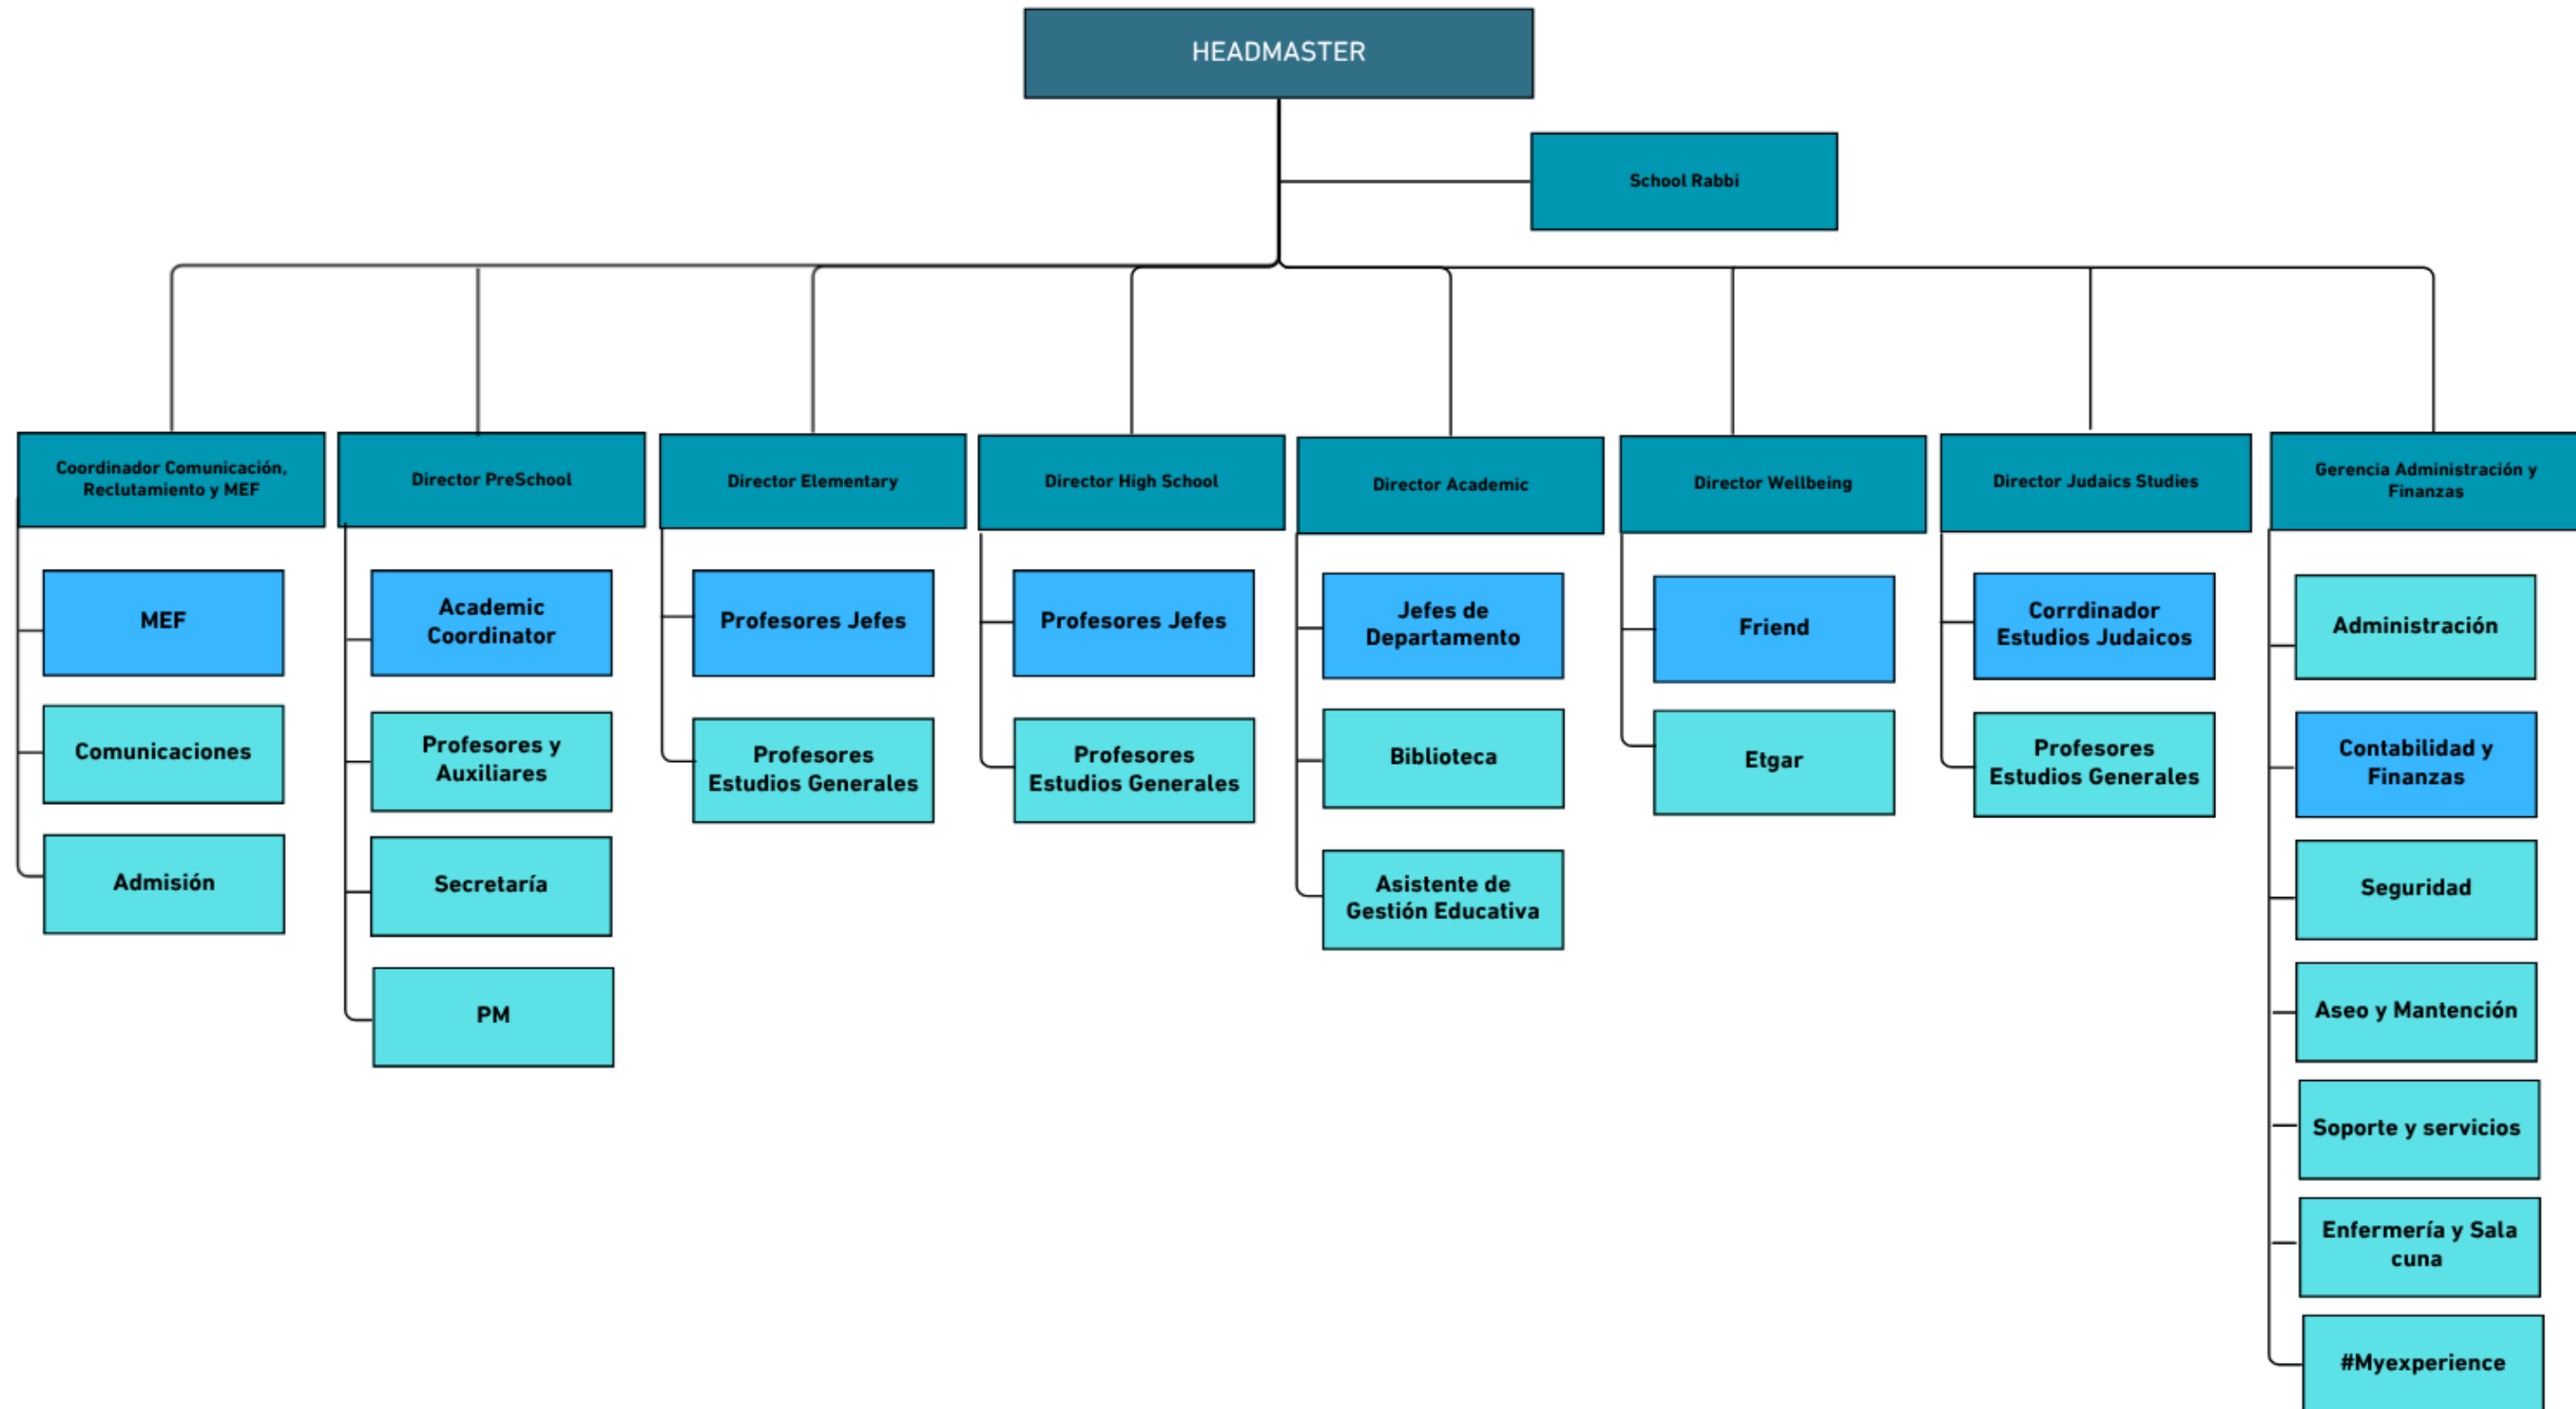 HEADMASTER
School Rabbi
Coordinador Comunicación,
Reclutamiento y MEF
Director PreSchool
Director Elementary
Director High School
Director Academic
Director Wellbeing
Director Judaics Studies
Gerencia Administración y
Finanzas
MEF
Comunicaciones
Admisión
Academic
Coordinator
Profesores y
Auxiliares
Secretaría
PM
Profesores Jefes
Profesores
Estudios Generales
Profesores Jefes
Profesores
Estudios Generales
Jefes de
Departamento
Biblioteca
Asistente de
Gestión Educativa
Friend
Etgar
Corrdinador
Estudios Judaicos
Profesores
Estudios Generales
Administración
Contabilidad y
Finanzas
Seguridad
Aseo y Mantención
Soporte y servicios
Enfermería y Sala
cuna
#Myexperience